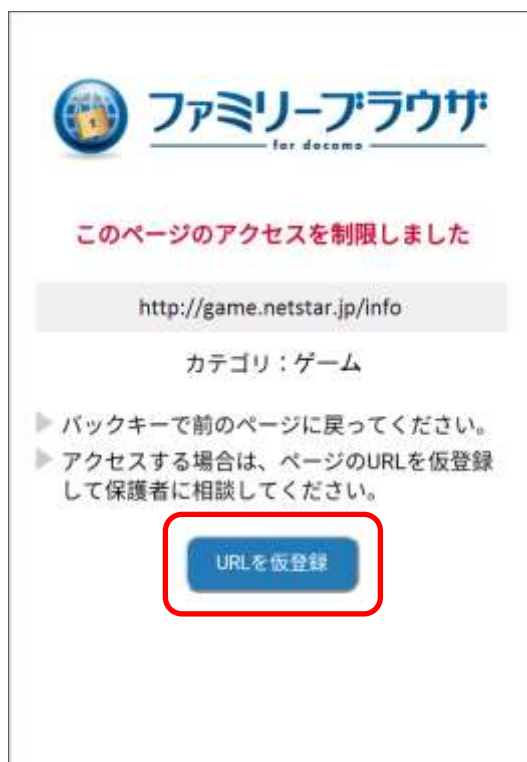 ファミリーブラウザ
for docomo
このページのアクセスを制限しました
http://game.netstar.jp/info
カテゴリ：ゲーム
バックキーで前のページに戻ってください。
アクセスする場合は、ページのURLを仮登録
して保護者に相談してください。
URLを仮登録